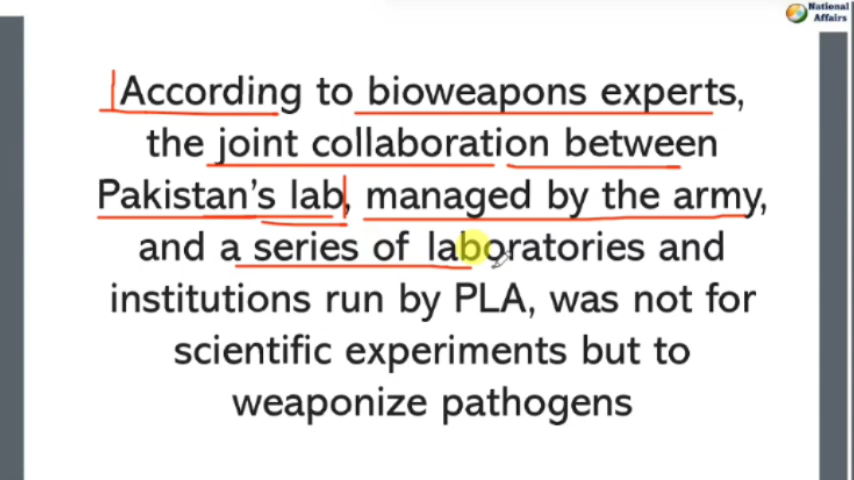 National
Affairs
According to bioweapons experts,
the joint collaboration between
Pakistan's lab, managed by the army,
and a series of laboratories and
institutions run by PLA, was not for
scientific experiments but to
weaponize pathogens